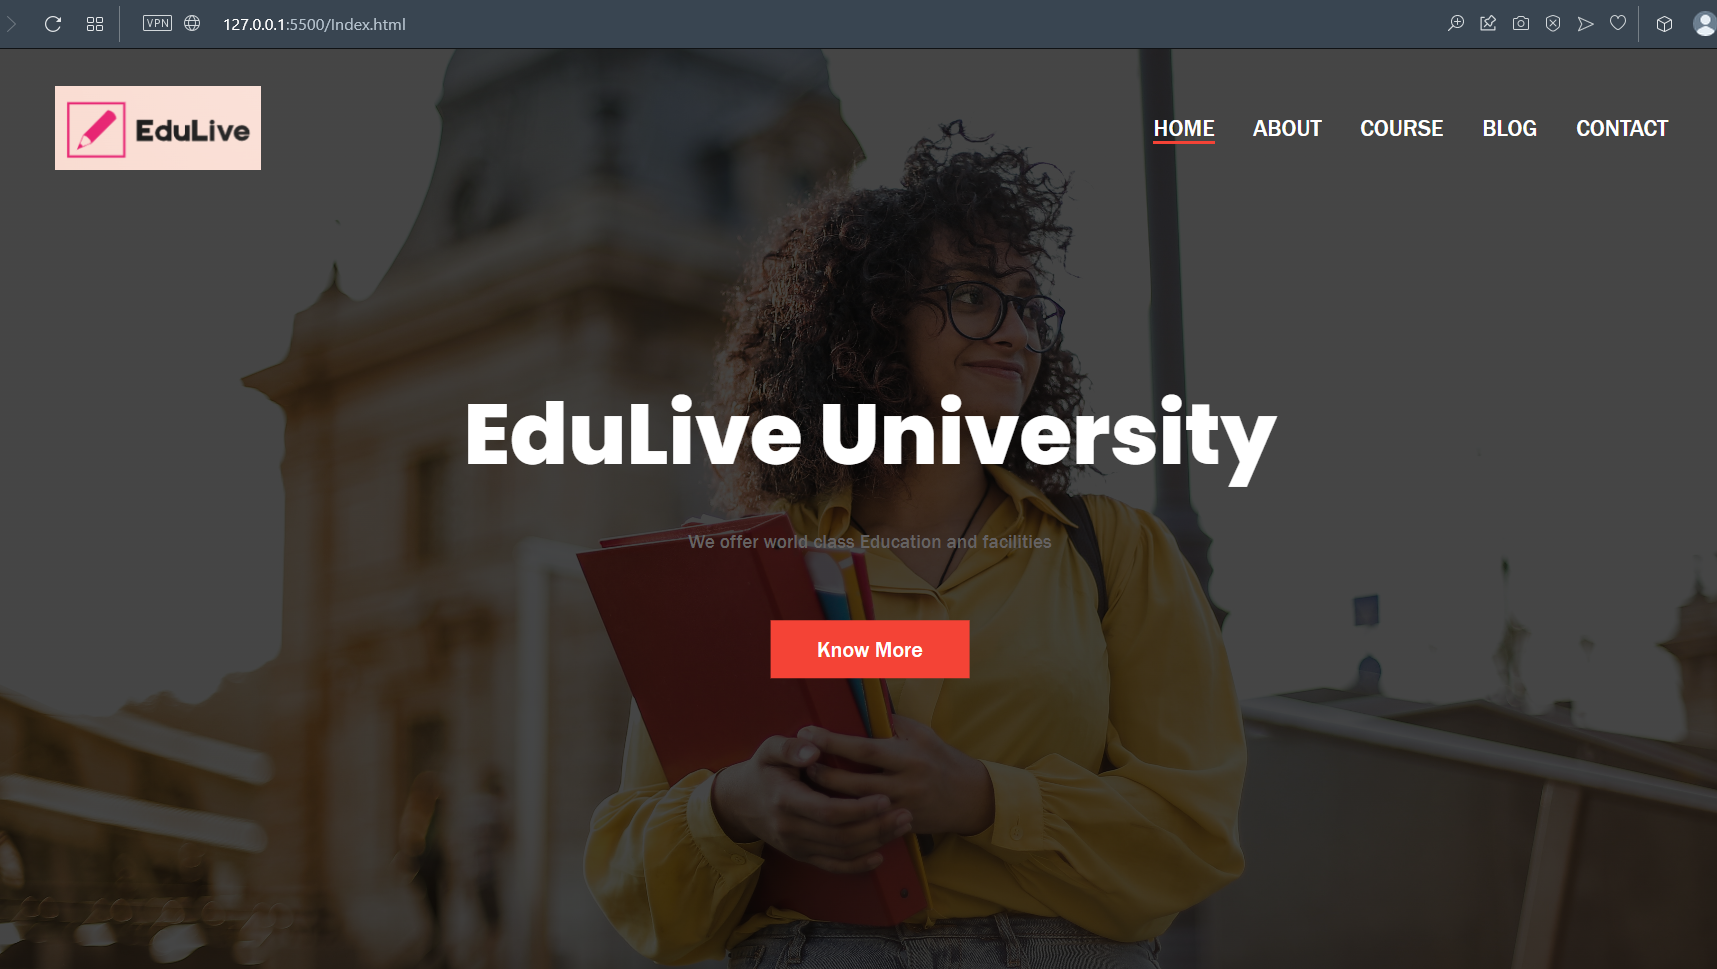 VPN
127.0.0.1:5500/Index.html
EduLive
HOME ABOUT COURSE BLOG CONTACT
EduLive University
We offer world class Education and facilities
Know More